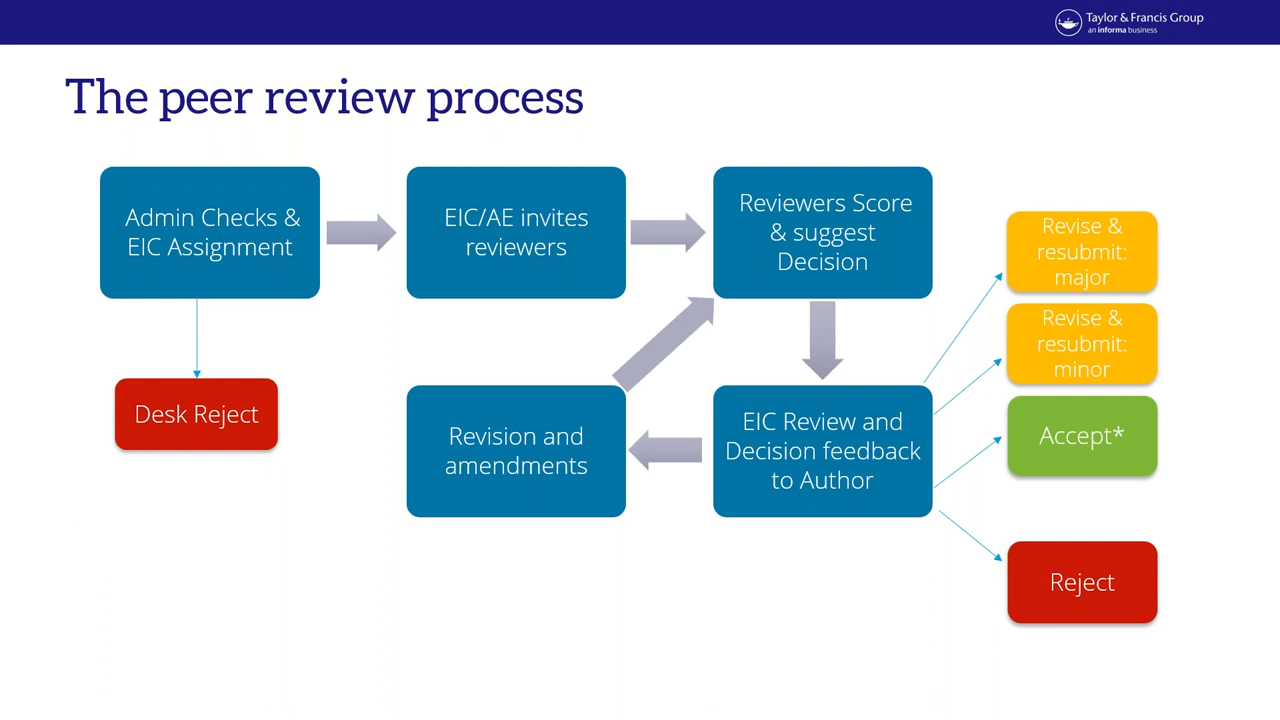 Taylor & Francis Group
an informa business
The peer review process
Admin Checks &
EIC Assignment
EIC/AE invites
reviewers
Reviewers Score
& suggest
Decision
Revise &
resubmit:
major
Revise &
resubmit:
minor
Desk Reject
Revision and
amendments
EIC Review and
Decision feedback
to Author
Accept*
Reject